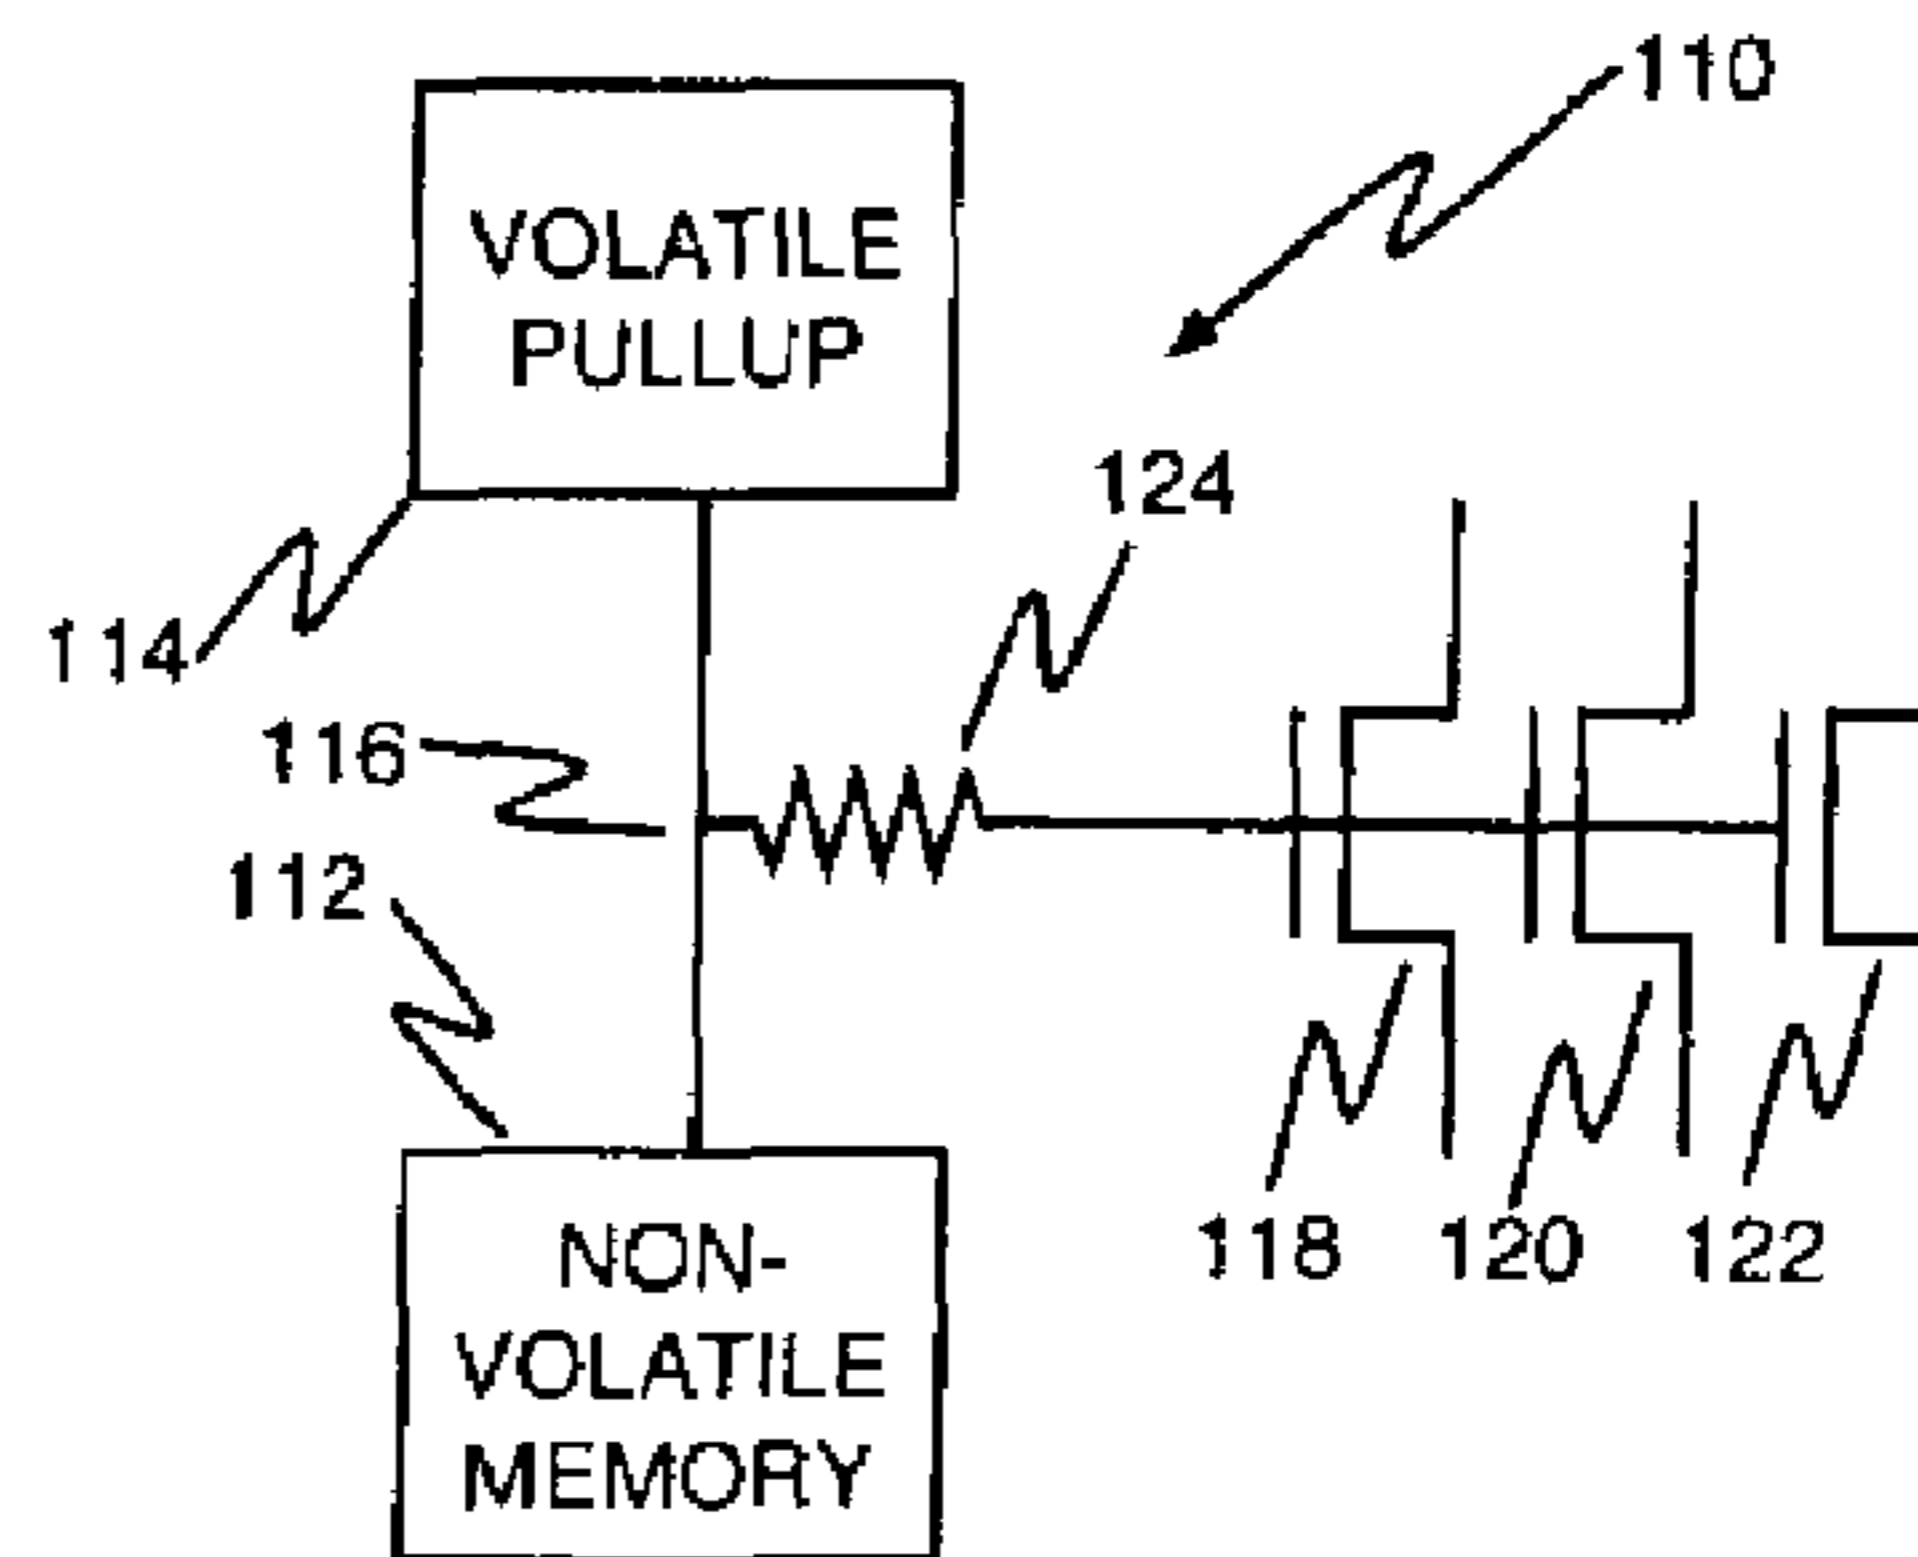 110
VOLATILE
PULLUP
124
114
116
112
118 120 122
NON-
VOLATILE
MEMORY